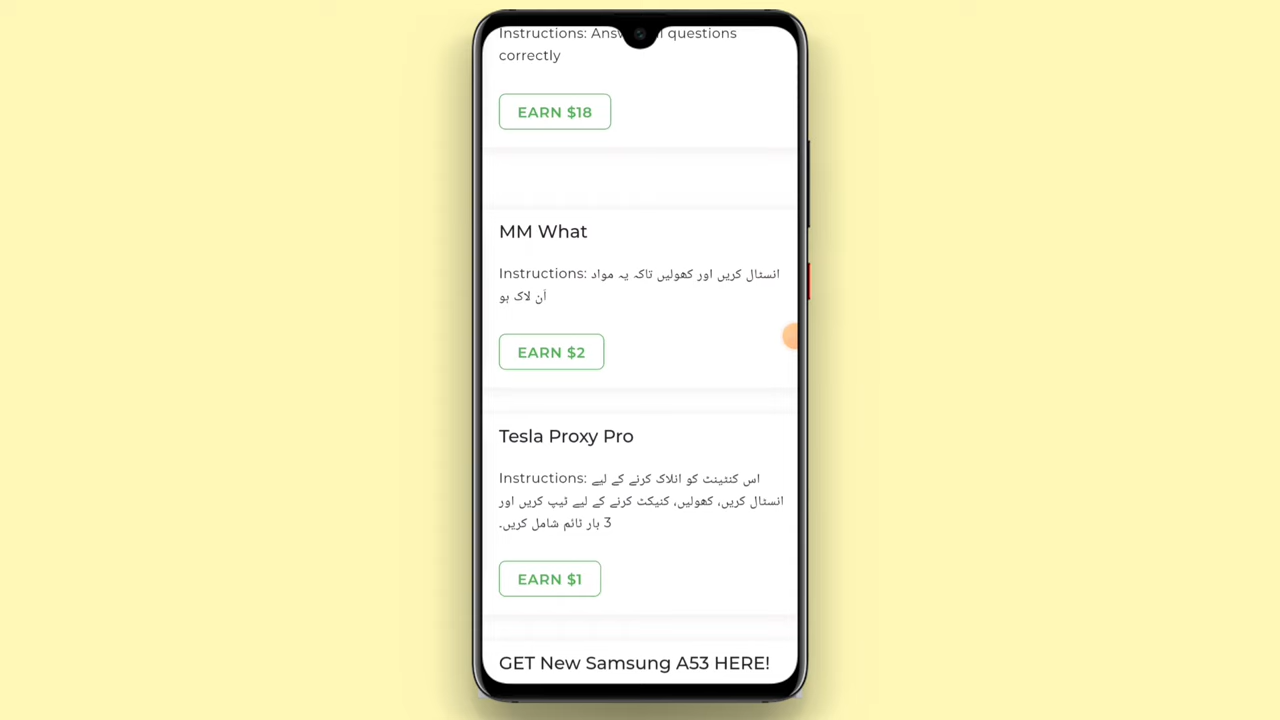 Instructions: questions
correctly
EARN $18
MM What
Instructions: انسٹال کریں اور کھولیں تاکہ یہ مواد
اَن لاک ہو
EARN $2
Tesla Proxy Pro
Instructions: اس کنٹینٹ کو انلاک کرنے کے لیے
انسٹال کریں، کھولیں، کنیکٹ کرنے کے لیے ٹیپ کریں اور
3 بار ٹائم شامل کریں۔
EARN $1
GET New Samsung A53 HERE!